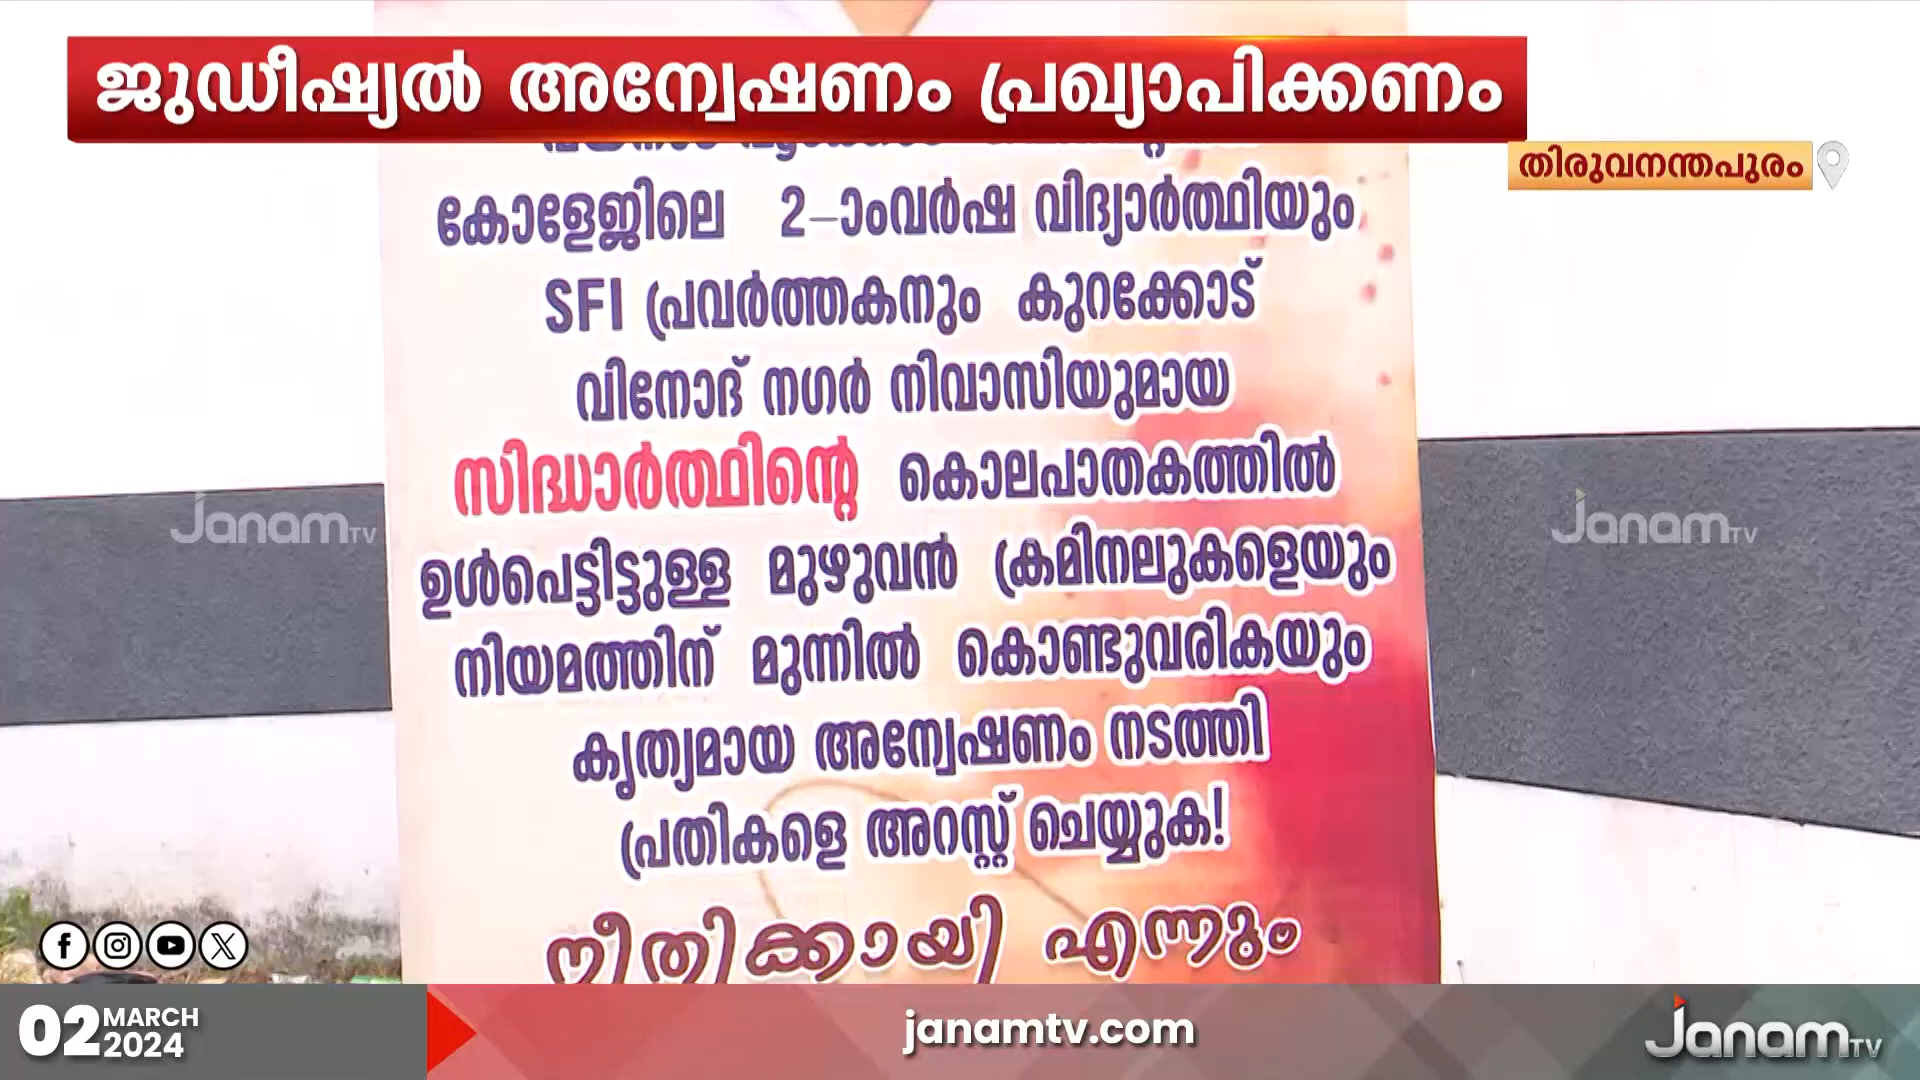 ജുഡീഷ്യൽ അന്വേഷണം പ്രഖ്യാപിക്കണം
തിരുവനന്തപുരം
കോളേജിലെ 2-ാംവർഷ വിദ്യാർത്ഥിയും
SFI പ്രവർത്തകനും കുറക്കോട്
വിനോദ് നഗർ നിവാസിയുമായ
സിദ്ധാർത്ഥിന്റെ കൊലപാതകത്തിൽ
ഉൾപെട്ടിട്ടുള്ള മുഴുവൻ ക്രമിനലുകളെയും
നിയമത്തിന് മുന്നിൽ കൊണ്ടുവരികയും
കൃത്യമായ അന്വേഷണം നടത്തി
പ്രതികളെ അറസ്റ്റ് ചെയ്യുക!
നീതിക്കായി എന്നും
Janam TV
Janam TV
02 MARCH 2024
janamtv.com
Janam TV